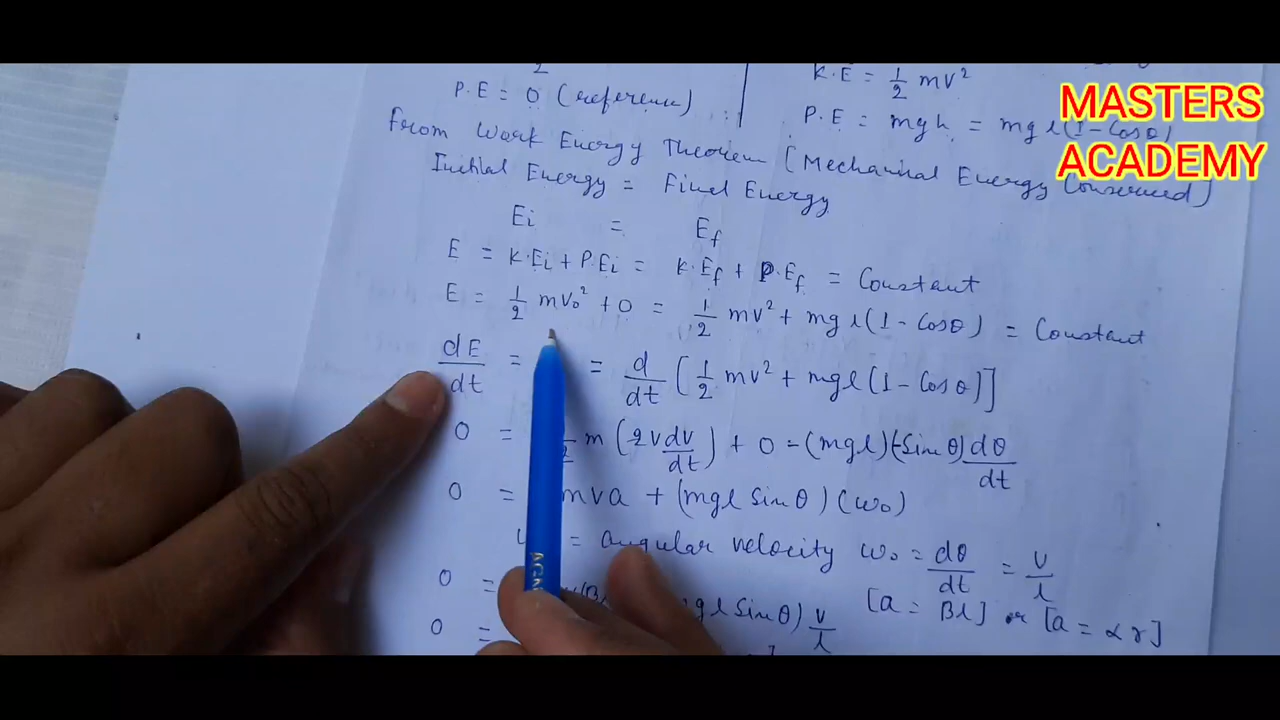 2
P.E = 0 (reference)
K.E = 1/2 mv²
P.E = mgh = mgl(1-Cosθ)
MASTERS
ACADEMY
from Work Energy Theorem [Mechanical Energy Conserved)
Initial Energy = Final Energy
Ei = Ef
E = K.Ei + P.Ei = K.Ef + P.Ef = Constant
E = 1/2 mv₀² + 0 = 1/2 mv² + mgl(1-Cosθ) = Constant
dE/dt = = d/dt [1/2 mv² + mgl(1-Cosθ)]
0 = m(2v dv/dt) + 0 - (mgl)(-Sinθ) dθ/dt
0 = mva + (mgl Sinθ)(ω₀)
= angular velocity ω₀ = dθ/dt = v/l
0 = mgl Sinθ) v/l [a = βl] or [a = αr]
0 =